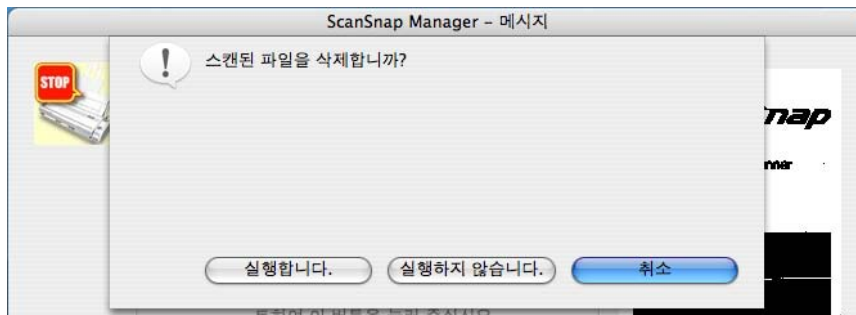 ScanSnap Manager – 메시지
스캔된 파일을 삭제합니까?
STOP
실행합니다.
실행하지 않습니다.
취소